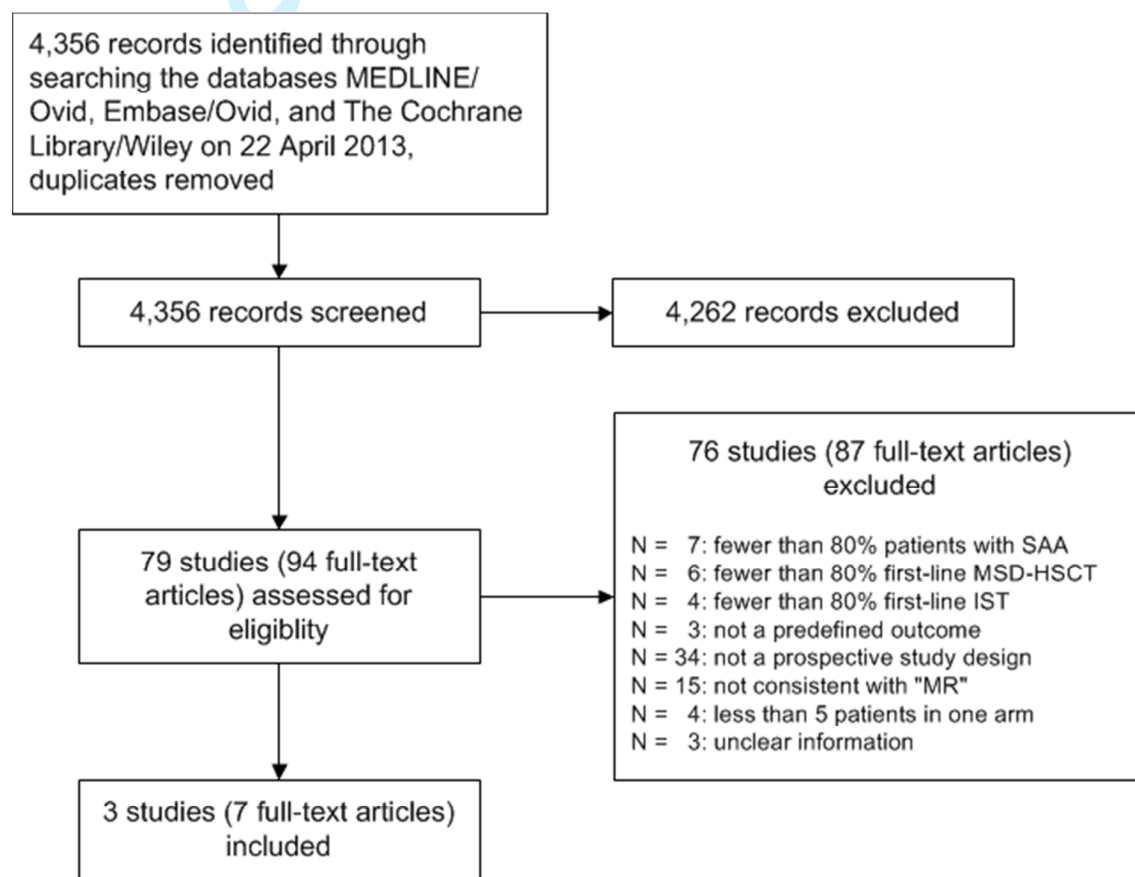 4,356 records identified through
searching the databases MEDLINE/
Ovid, Embase/Ovid, and The Cochrane
Library/Wiley on 22 April 2013,
duplicates removed
4,356 records screened
4,262 records excluded
79 studies (94 full-text
articles) assessed for
eligiblity
76 studies (87 full-text articles)
excluded
N = 7: fewer than 80% patients with SAA
N = 6: fewer than 80% first-line MSD-HSCT
N = 4: fewer than 80% first-line IST
N = 3: not a predefined outcome
N = 34: not a prospective study design
N = 15: not consistent with "MR"
N = 4: less than 5 patients in one arm
N = 3: unclear information
3 studies (7 full-text articles)
included